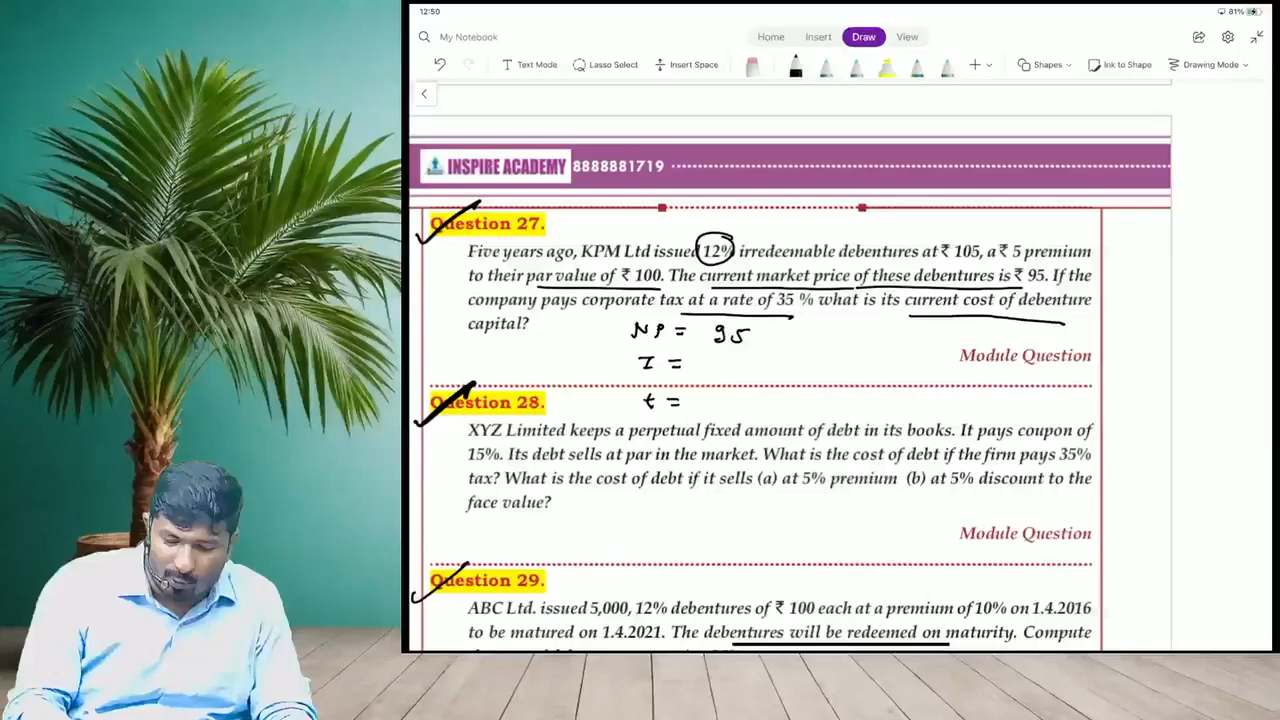 12:50
81%
My Notebook
Home Insert Draw View
Text Mode Lasso Select Insert Space Shapes Ink to Shape Drawing Mode
INSPIRE ACADEMY 8888881719
Question 27.
Five years ago, KPM Ltd issued 12% irredeemable debentures at ₹ 105, a ₹ 5 premium
to their par value of ₹ 100. The current market price of these debentures is ₹ 95. If the
company pays corporate tax at a rate of 35 % what is its current cost of debenture
capital?
NP = 95
I =
Module Question
t =
Question 28.
XYZ Limited keeps a perpetual fixed amount of debt in its books. It pays coupon of
15%. Its debt sells at par in the market. What is the cost of debt if the firm pays 35%
tax? What is the cost of debt if it sells (a) at 5% premium (b) at 5% discount to the
face value?
Module Question
Question 29.
ABC Ltd. issued 5,000, 12% debentures of ₹ 100 each at a premium of 10% on 1.4.2016
to be matured on 1.4.2021. The debentures will be redeemed on maturity. Compute